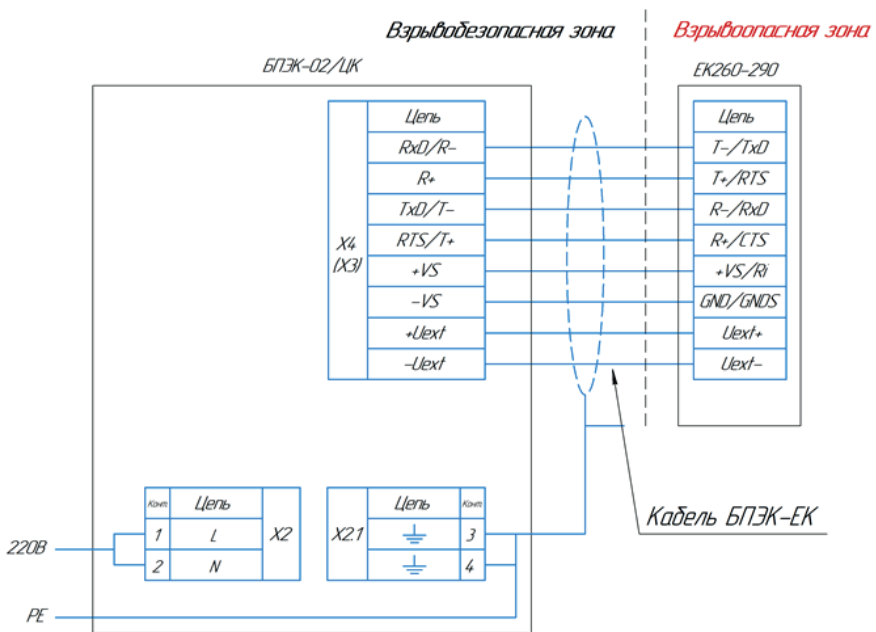 Взрывобезопасная зона
Взрывоопасная зона
БПЭК-02/ЦК
ЕК260-290
X4
(X3)
Цепь
RxD/R-
R+
TxD/T-
RTS/T+
+VS
-VS
+Uext
-Uext
Цепь
T-/TxD
T+/RTS
R-/RxD
R+/CTS
+VS/Ri
GND/GNDS
Uext+
Uext-
Кабель БПЭК-ЕК
220В
Конт.
Цепь
X2
1
L
2
N
X2.1
Цепь
Конт.
3
4
PE